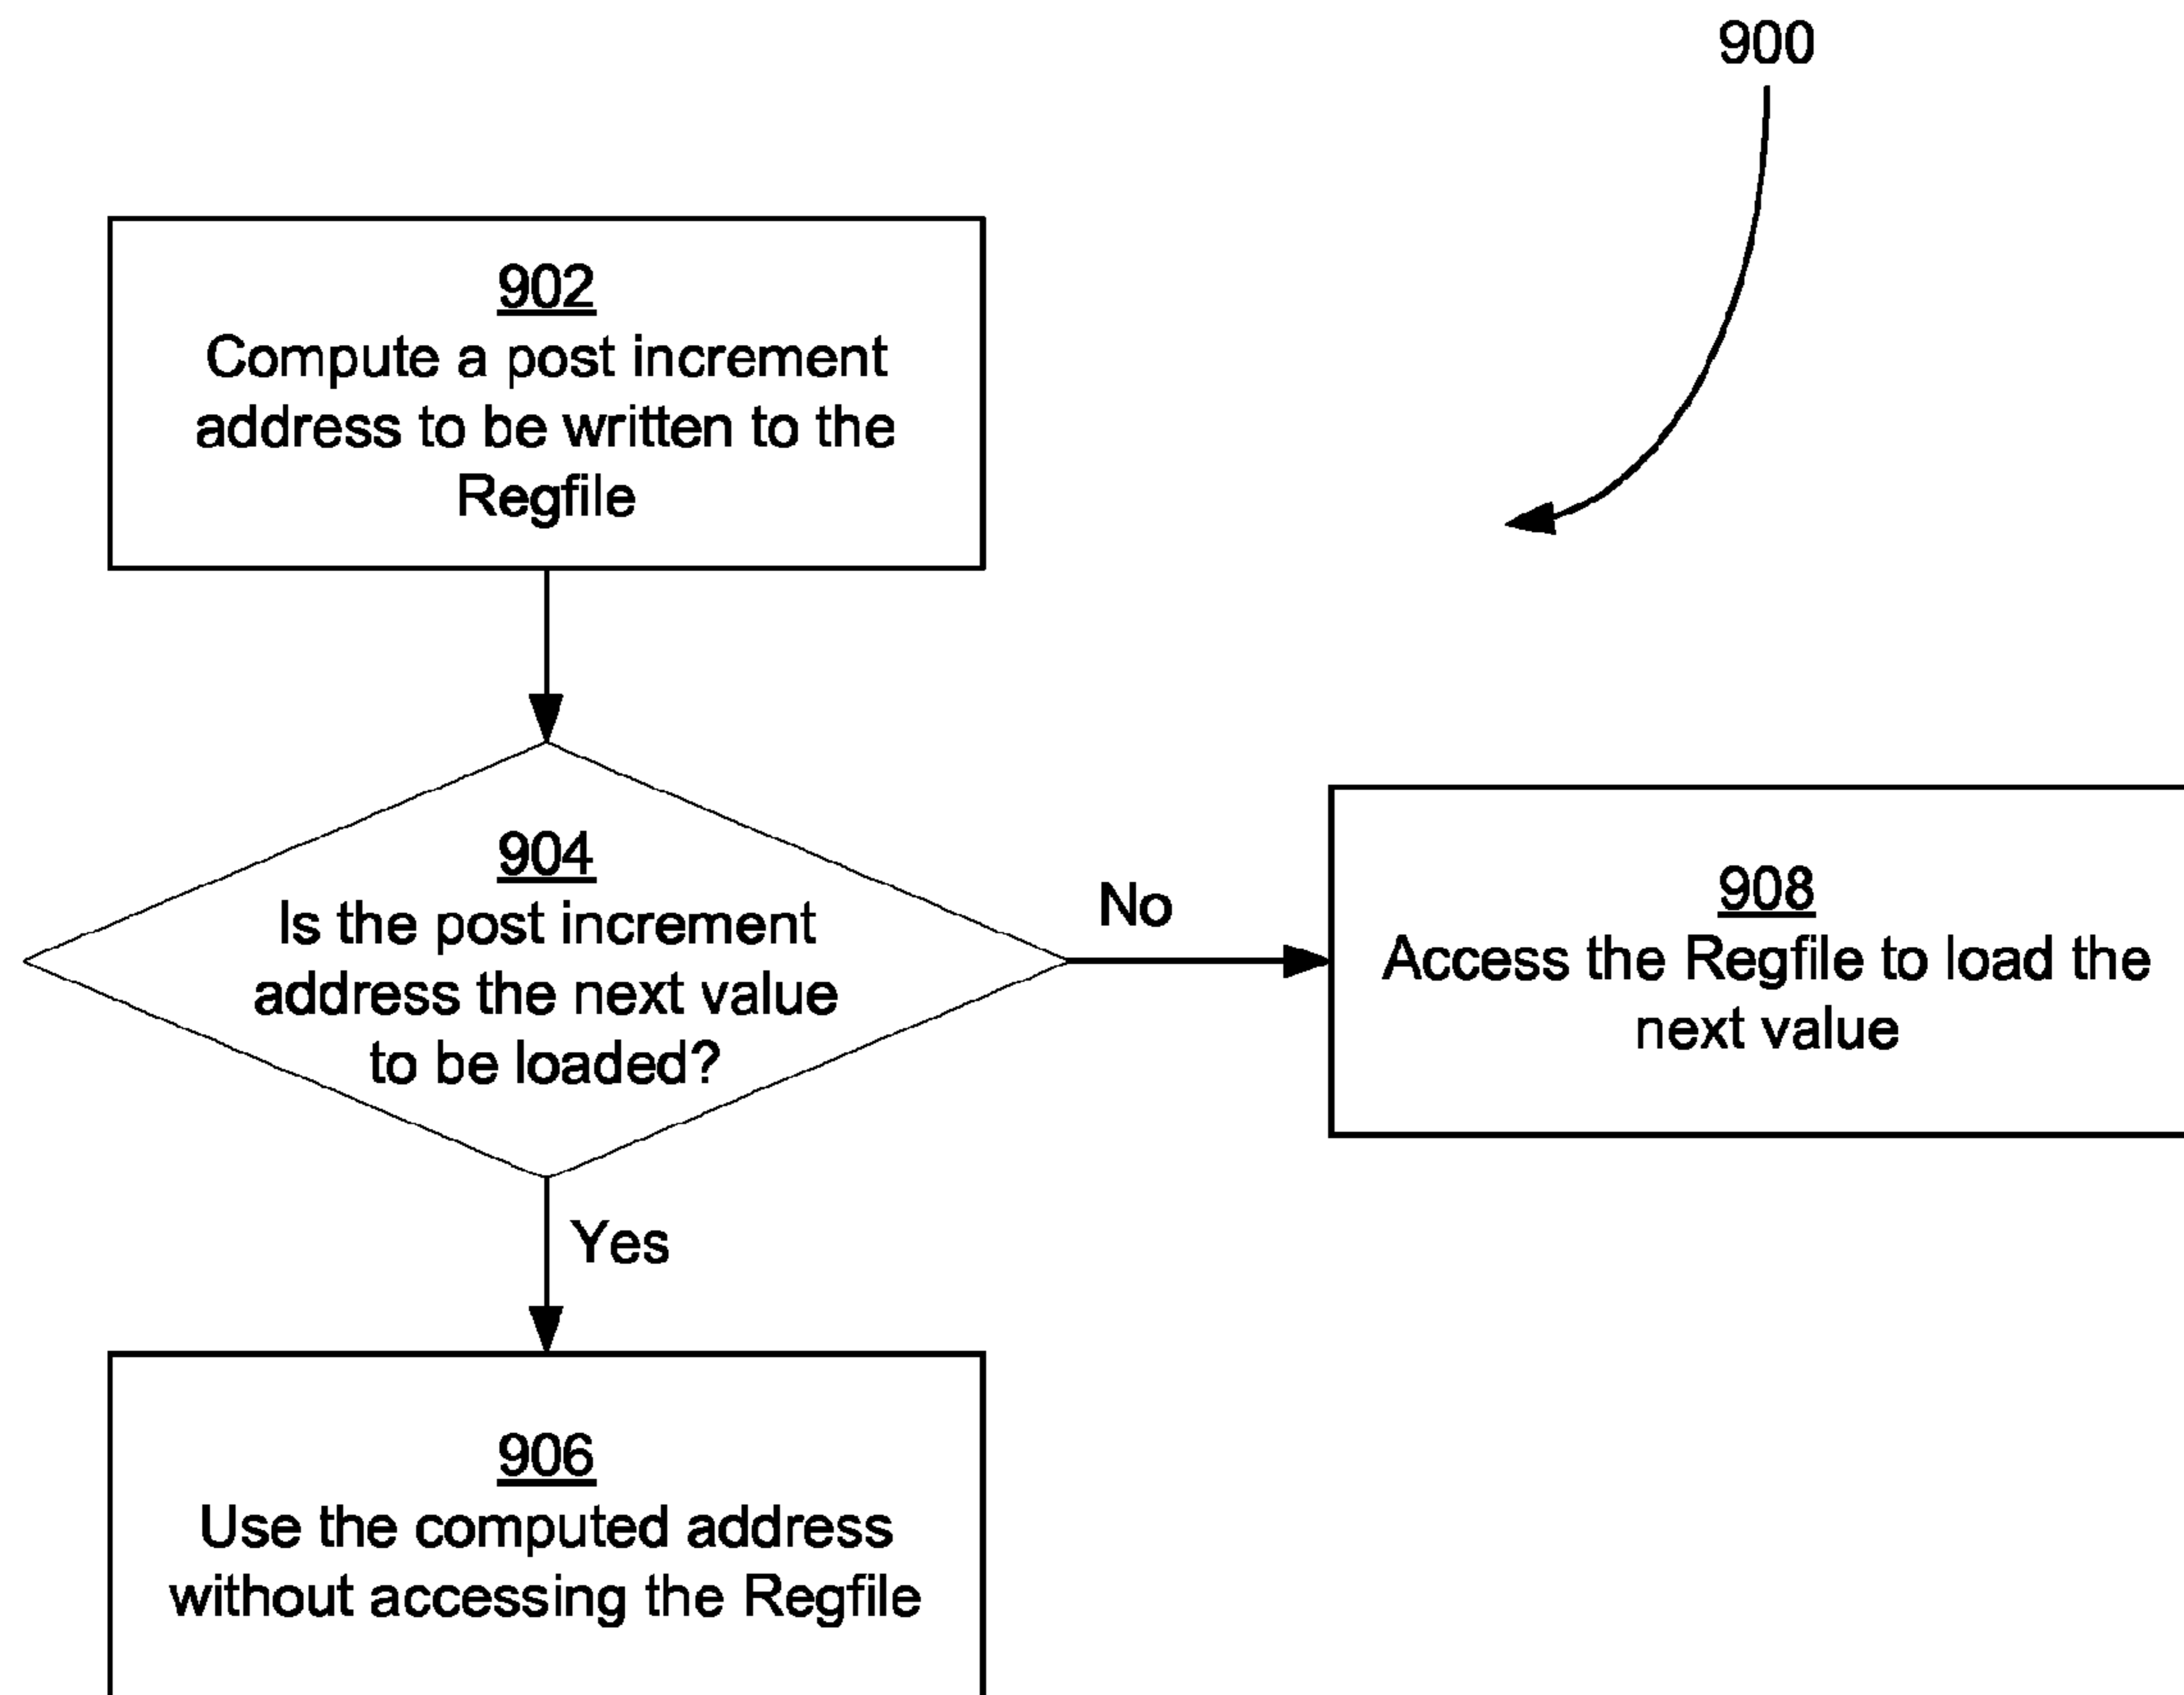 900
902
Compute a post increment
address to be written to the
Regfile
904
Is the post increment
address the next value
to be loaded?
No
908
Access the Regfile to load the
next value
Yes
906
Use the computed address
without accessing the Regfile